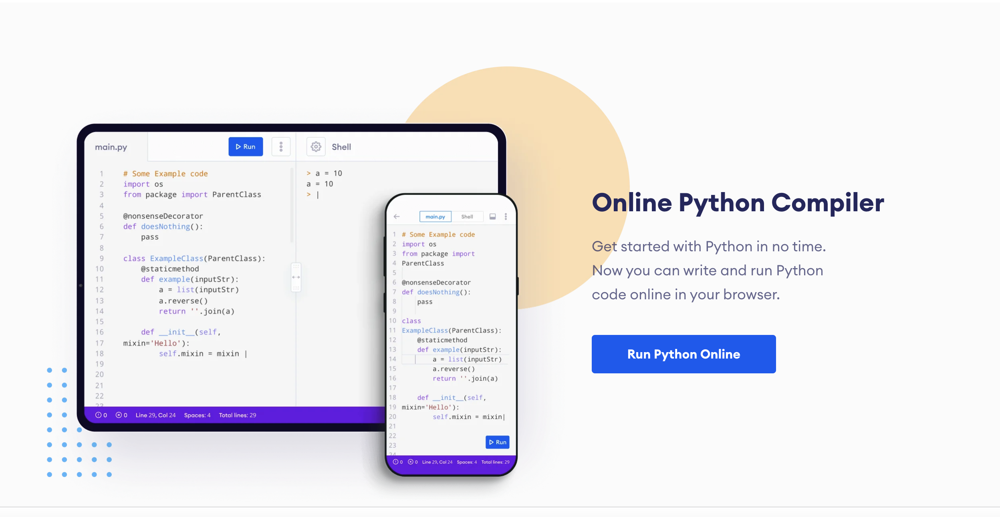 main.py
Run
Shell
1 # Some Example code
2 import os
3 from package import ParentClass
4
5 @nonsenseDecorator
6 def doesNothing():
7     pass
8
9 class ExampleClass(ParentClass):
10     @staticmethod
11     def example(inputStr):
12         a = list(inputStr)
13         a.reverse()
14         return ''.join(a)
15
16     def __init__(self,
17 mixin='Hello'):
18         self.mixin = mixin |
19
20
21
22
23
0 0 Line 29, Col 24 Spaces: 4 Total lines: 29
> a = 10
a = 10
> |
main.py Shell
1 # Some Example code
2 import os
3 from package import
4 ParentClass
5
6 @nonsenseDecorator
7 def doesNothing():
8     pass
9
10 class
11 ExampleClass(ParentClass):
12     @staticmethod
13     def example(inputStr):
14         a = list(inputStr)
15         a.reverse()
16         return ''.join(a)
17
18     def __init__(self,
19 mixin='Hello'):
20         self.mixin = mixin|
21
22
23
24
Run
0 0 Line 29, Col 24 Spaces: 4 Total lines: 29
Online Python Compiler
Get started with Python in no time.
Now you can write and run Python
code online in your browser.
Run Python Online